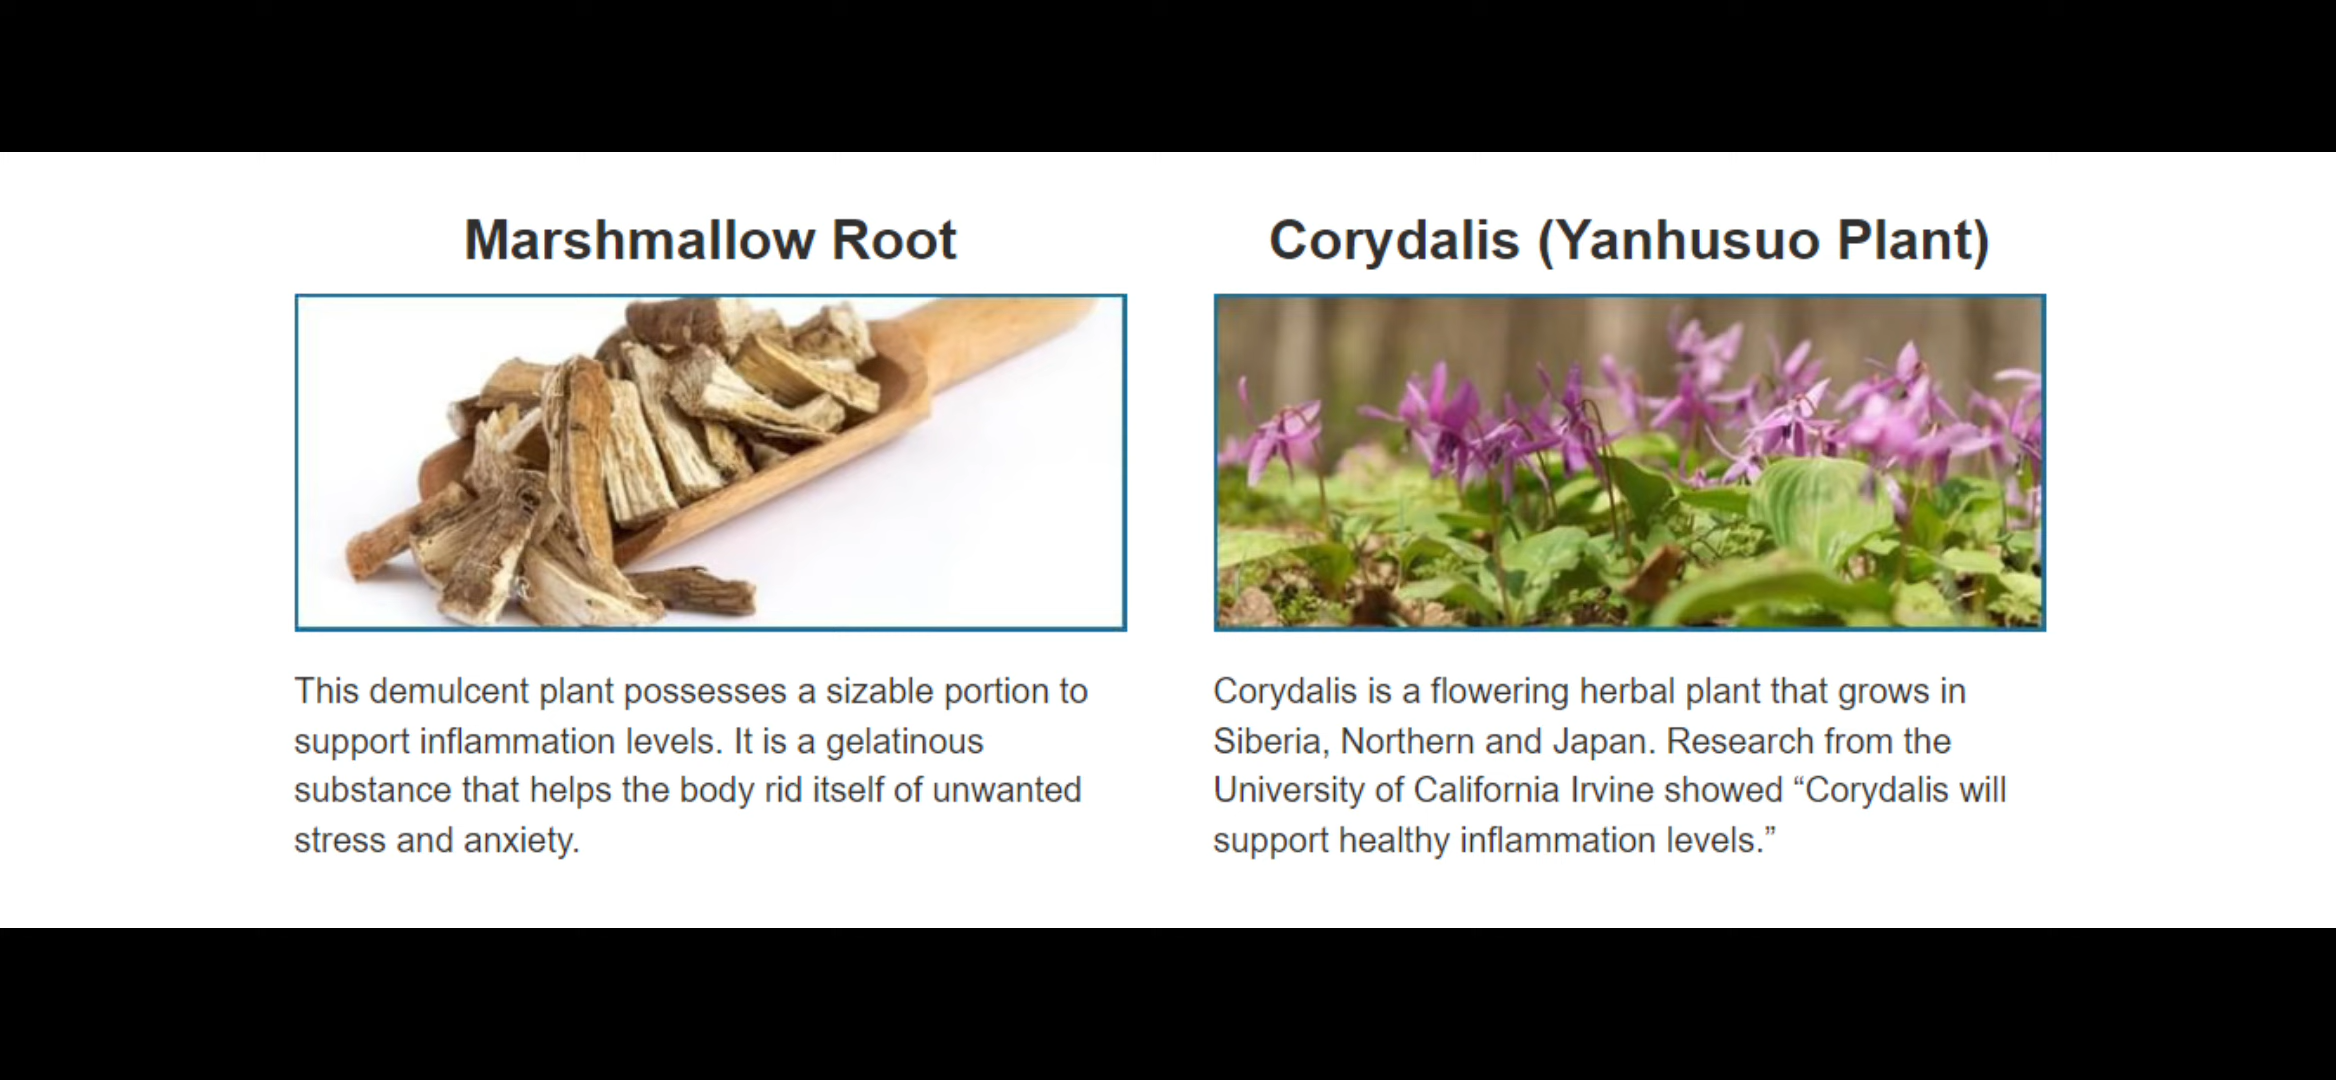 Marshmallow Root
This demulcent plant possesses a sizable portion to
support inflammation levels. It is a gelatinous
substance that helps the body rid itself of unwanted
stress and anxiety.
Corydalis (Yanhusuo Plant)
Corydalis is a flowering herbal plant that grows in
Siberia, Northern and Japan. Research from the
University of California Irvine showed “Corydalis will
support healthy inflammation levels.”